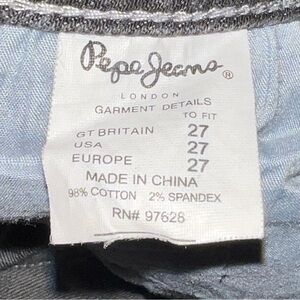 Pepe Jeans®
LONDON
GARMENT DETAILS
TO FIT
GT BRITAIN 27
USA 27
EUROPE 27
MADE IN CHINA
98% COTTON 2% SPANDEX
RN# 97628